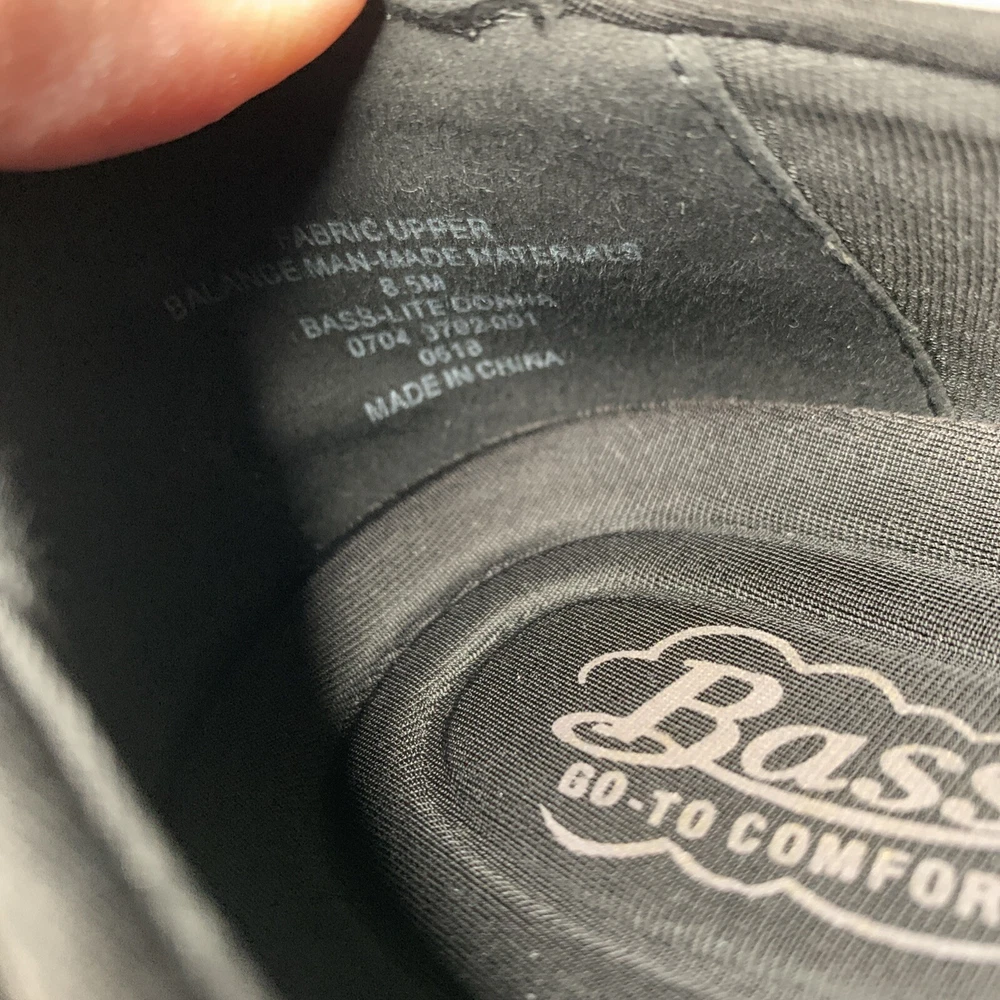 FABRIC UPPER
BALANCE MAN-MADE MATERIALS
8.5M
BASS-LITE DONNA
0704 3702-001
0618
MADE IN CHINA
Bass
GO-TO COMFOR